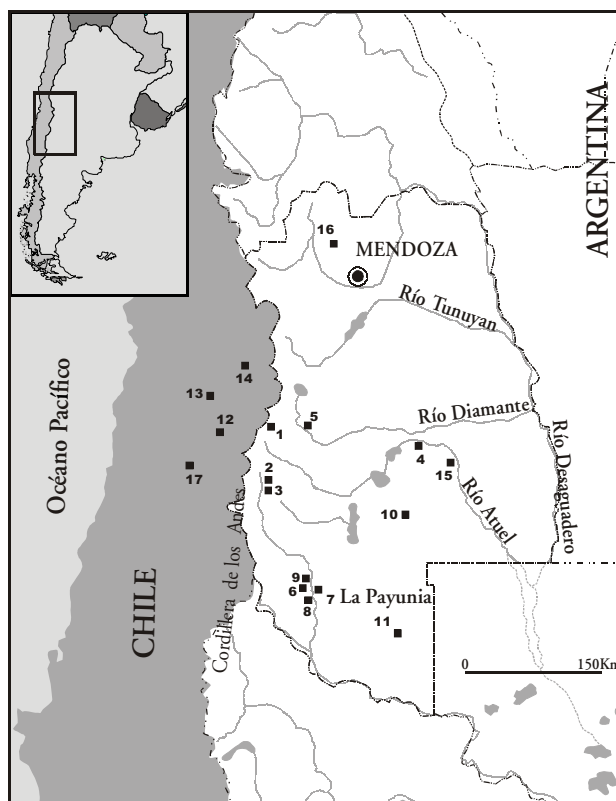 ARGENTINA
16
MENDOZA
Río Tunuyan
Océano Pacífico
14
13
12
17
1
5
Río Diamante
4
15
Río Desaguadero
2
3
Río Atuel
10
Cordillera de los Andes
CHILE
9
6
7
8
La Payunia
11
0
150Km